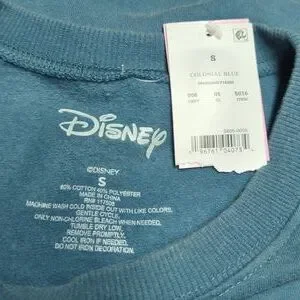 S
COLONIAL BLUE
DISNEY
©DISNEY
S
60% COTTON 40% POLYESTER
MADE IN CHINA
MACHINE WASH COLD INSIDE OUT WITH LIKE COLORS.
GENTLE CYCLE.
ONLY NON-CHLORINE BLEACH WHEN NEEDED.
TUMBLE DRY LOW.
REMOVE PROMPTLY.
COOL IRON IF NEEDED.
DO NOT IRON DECORATION.